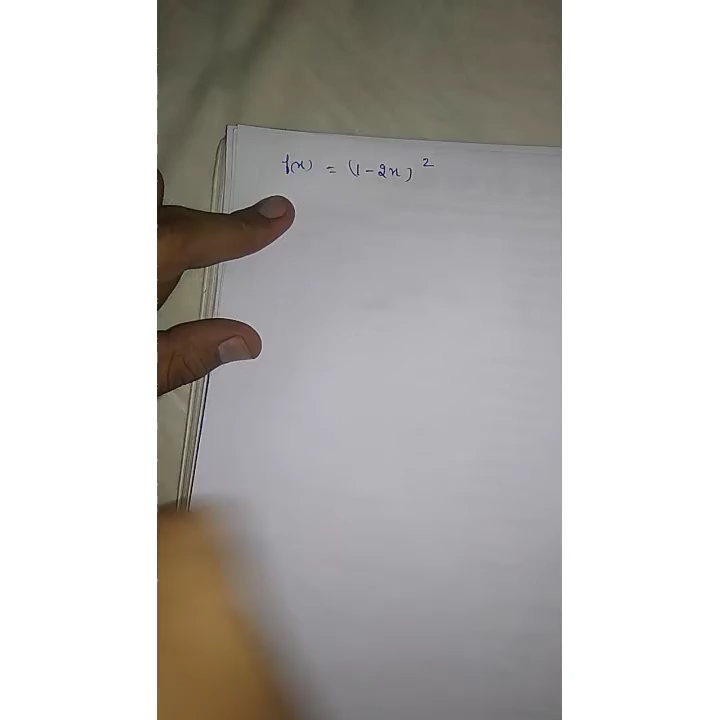 f(x) = (1-2x)²